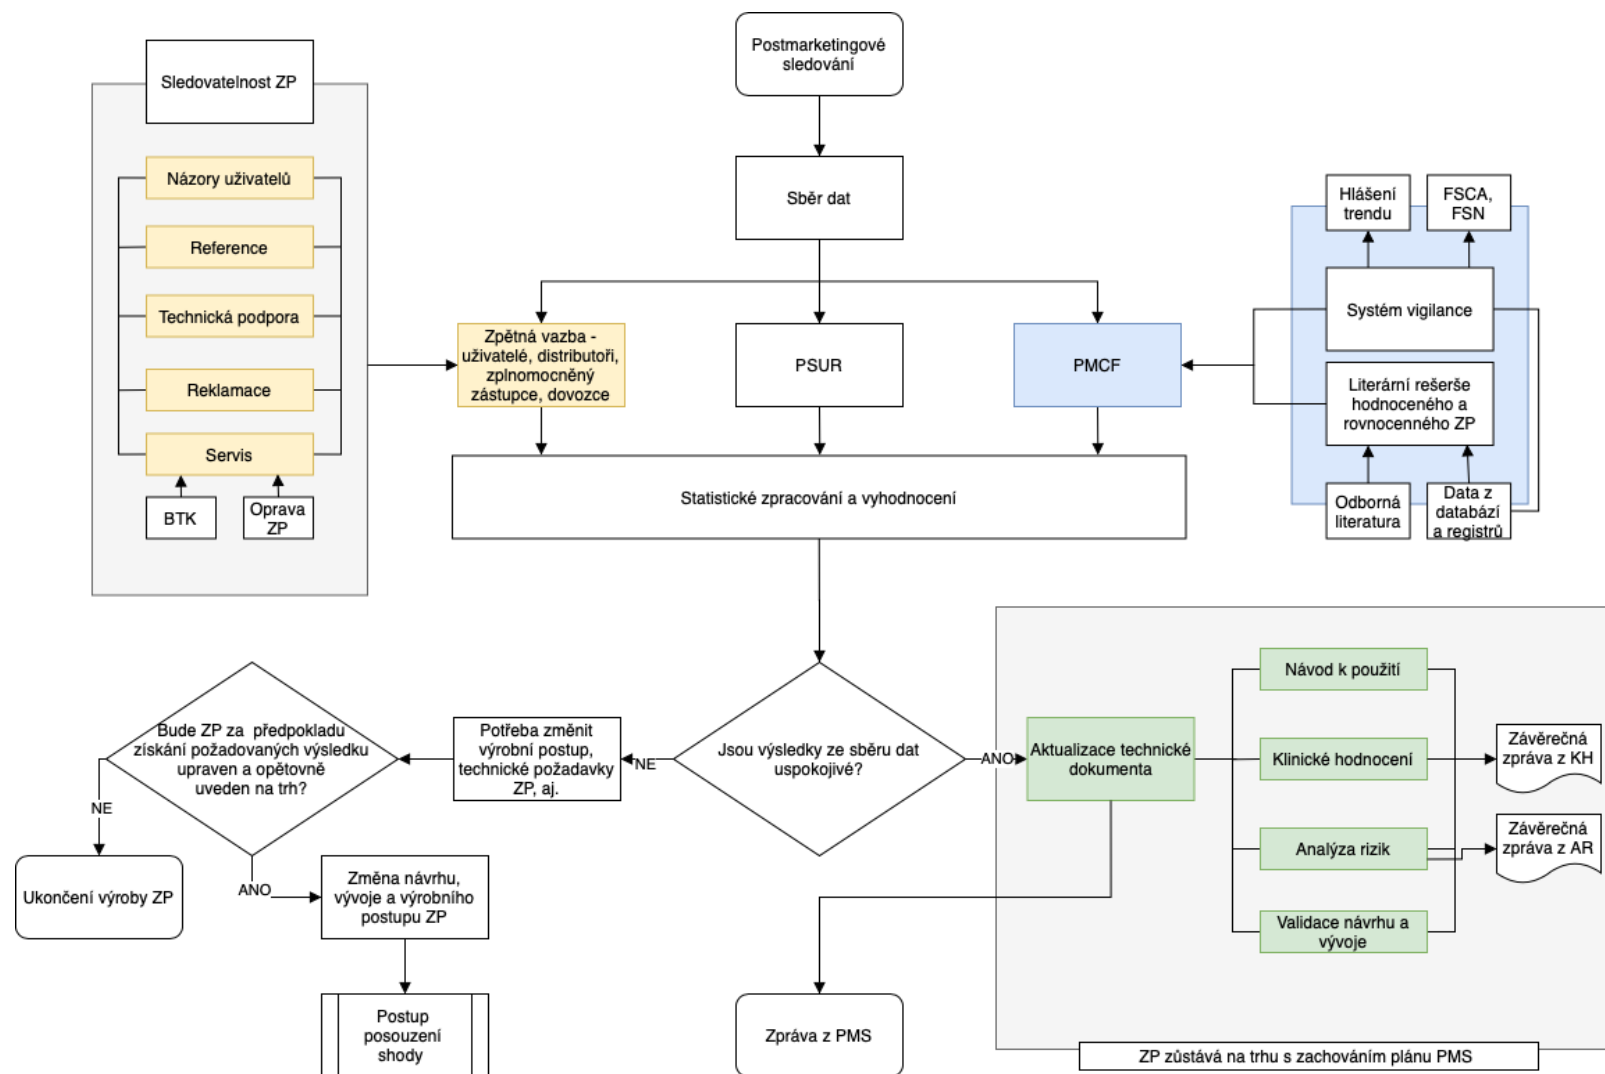 Postmarketingové
sledování
Sledovatelnost ZP
Názory uživatelů
Reference
Technická podpora
Reklamace
Servis
BTK
Oprava
ZP
Sběr dat
Zpětná vazba -
uživatelé, distributoři,
zplnomocněný
zástupce, dovozce
PSUR
PMCF
Hlášení
trendu
FSCA,
FSN
Systém vigilance
Literární rešerše
hodnoceného a
rovnocenného ZP
Odborná
literatura
Data z
databází
a registrů
Statistické zpracování a vyhodnocení
Jsou výsledky ze sběru dat
uspokojivé?
NE
ANO
Potřeba změnit
výrobní postup,
technické požadavky
ZP, aj.
Bude ZP za předpokladu
získání požadovaných výsledku
upraven a opětovně
uveden na trh?
NE
ANO
Ukončení výroby ZP
Změna návrhu,
vývoje a výrobního
postupu ZP
Postup
posouzení
shody
Aktualizace technické
dokumenta
Návod k použití
Klinické hodnocení
Analýza rizik
Validace návrhu a
vývoje
Závěrečná
zpráva z KH
Závěrečná
zpráva z AR
Zpráva z PMS
ZP zůstává na trhu s zachováním plánu PMS